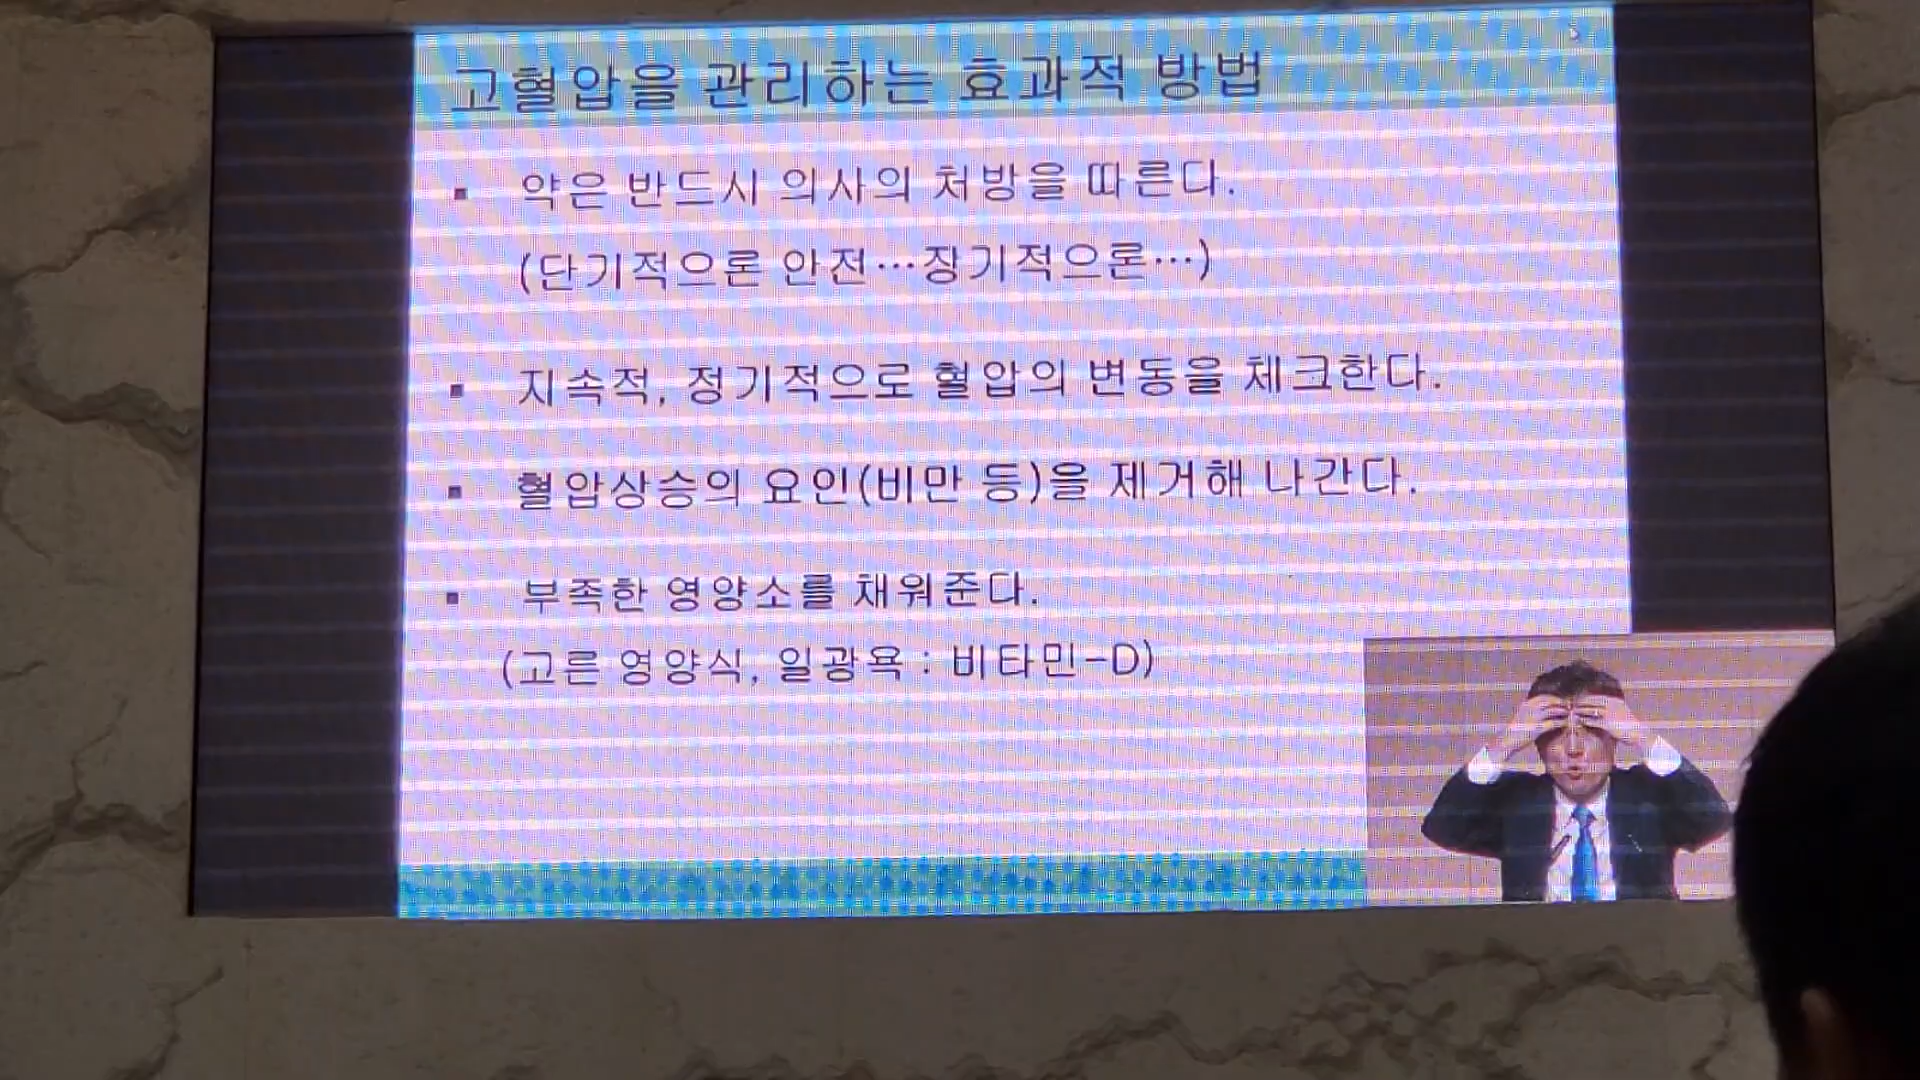 고혈압을 관리하는 효과적 방법
▪ 약은 반드시 의사의 처방을 따른다.
(단기적으론 안전…장기적으론…)
▪ 지속적, 정기적으로 혈압의 변동을 체크한다.
▪ 혈압상승의 요인(비만 등)을 제거해 나간다.
▪ 부족한 영양소를 채워준다.
(고른 영양식, 일광욕 : 비타민-D)